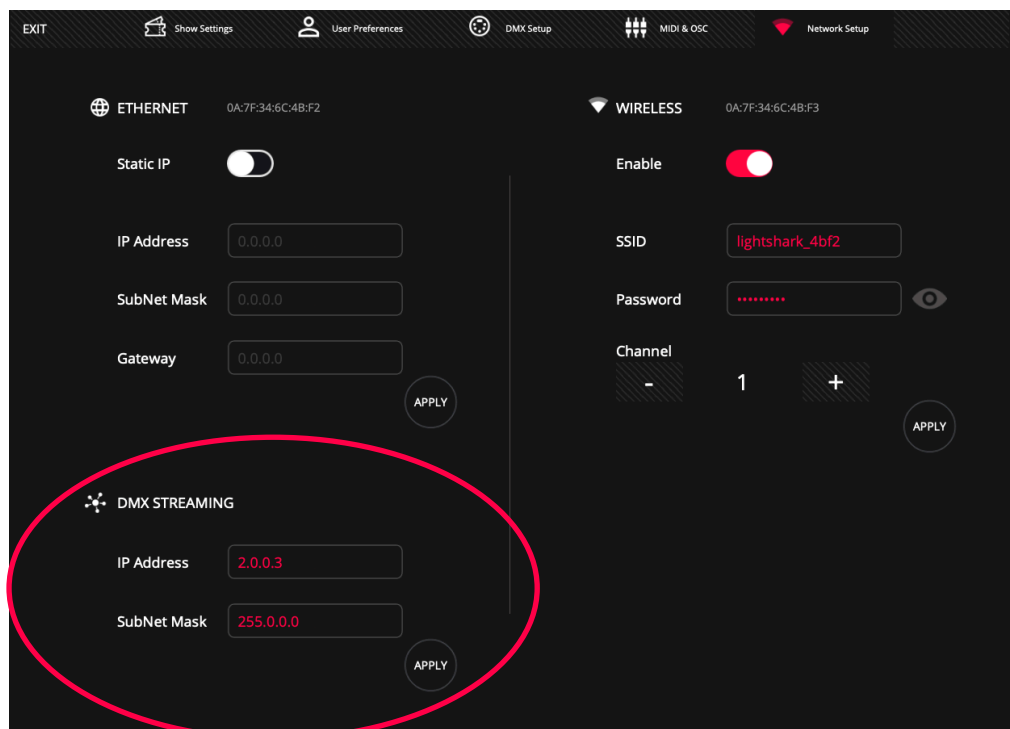 EXIT Show Settings User Preferences DMX Setup MIDI & OSC Network Setup
ETHERNET 0A:7F:34:6C:4B:F2
Static IP
IP Address 0.0.0.0
SubNet Mask 0.0.0.0
Gateway 0.0.0.0
APPLY
WIRELESS 0A:7F:34:6C:4B:F3
Enable
SSID lightshark_4bf2
Password •••••••••
Channel
- 1 +
APPLY
DMX STREAMING
IP Address 2.0.0.3
SubNet Mask 255.0.0.0
APPLY